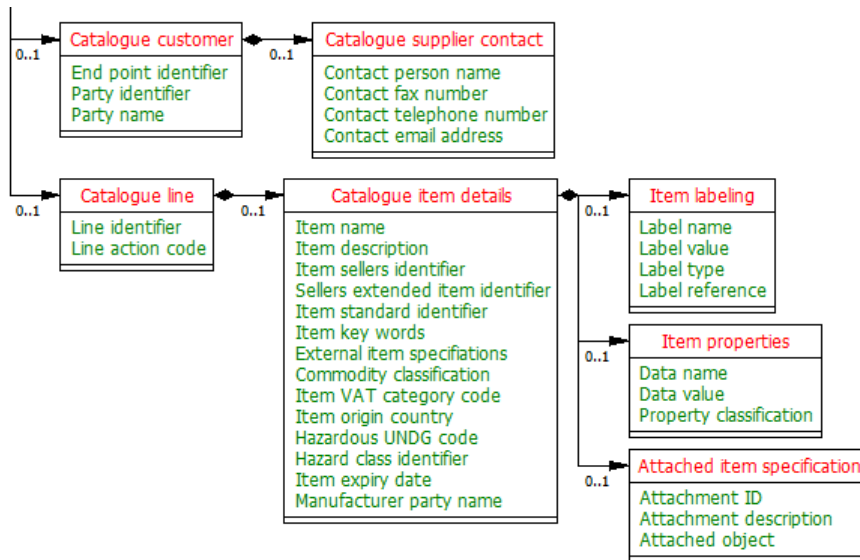 Catalogue customer
0..1
End point identifier
Party identifier
Party name
Catalogue supplier contact
0..1
Contact person name
Contact fax number
Contact telephone number
Contact email address
Catalogue line
0..1
Line identifier
Line action code
Catalogue item details
0..1
Item name
Item description
Item sellers identifier
Sellers extended item identifier
Item standard identifier
Item key words
External item specifiations
Commodity classification
Item VAT category code
Item origin country
Hazardous UNDG code
Hazard class identifier
Item expiry date
Manufacturer party name
Item labeling
0..1
Label name
Label value
Label type
Label reference
Item properties
0..1
Data name
Data value
Property classification
Attached item specification
0..1
Attachment ID
Attachment description
Attached object